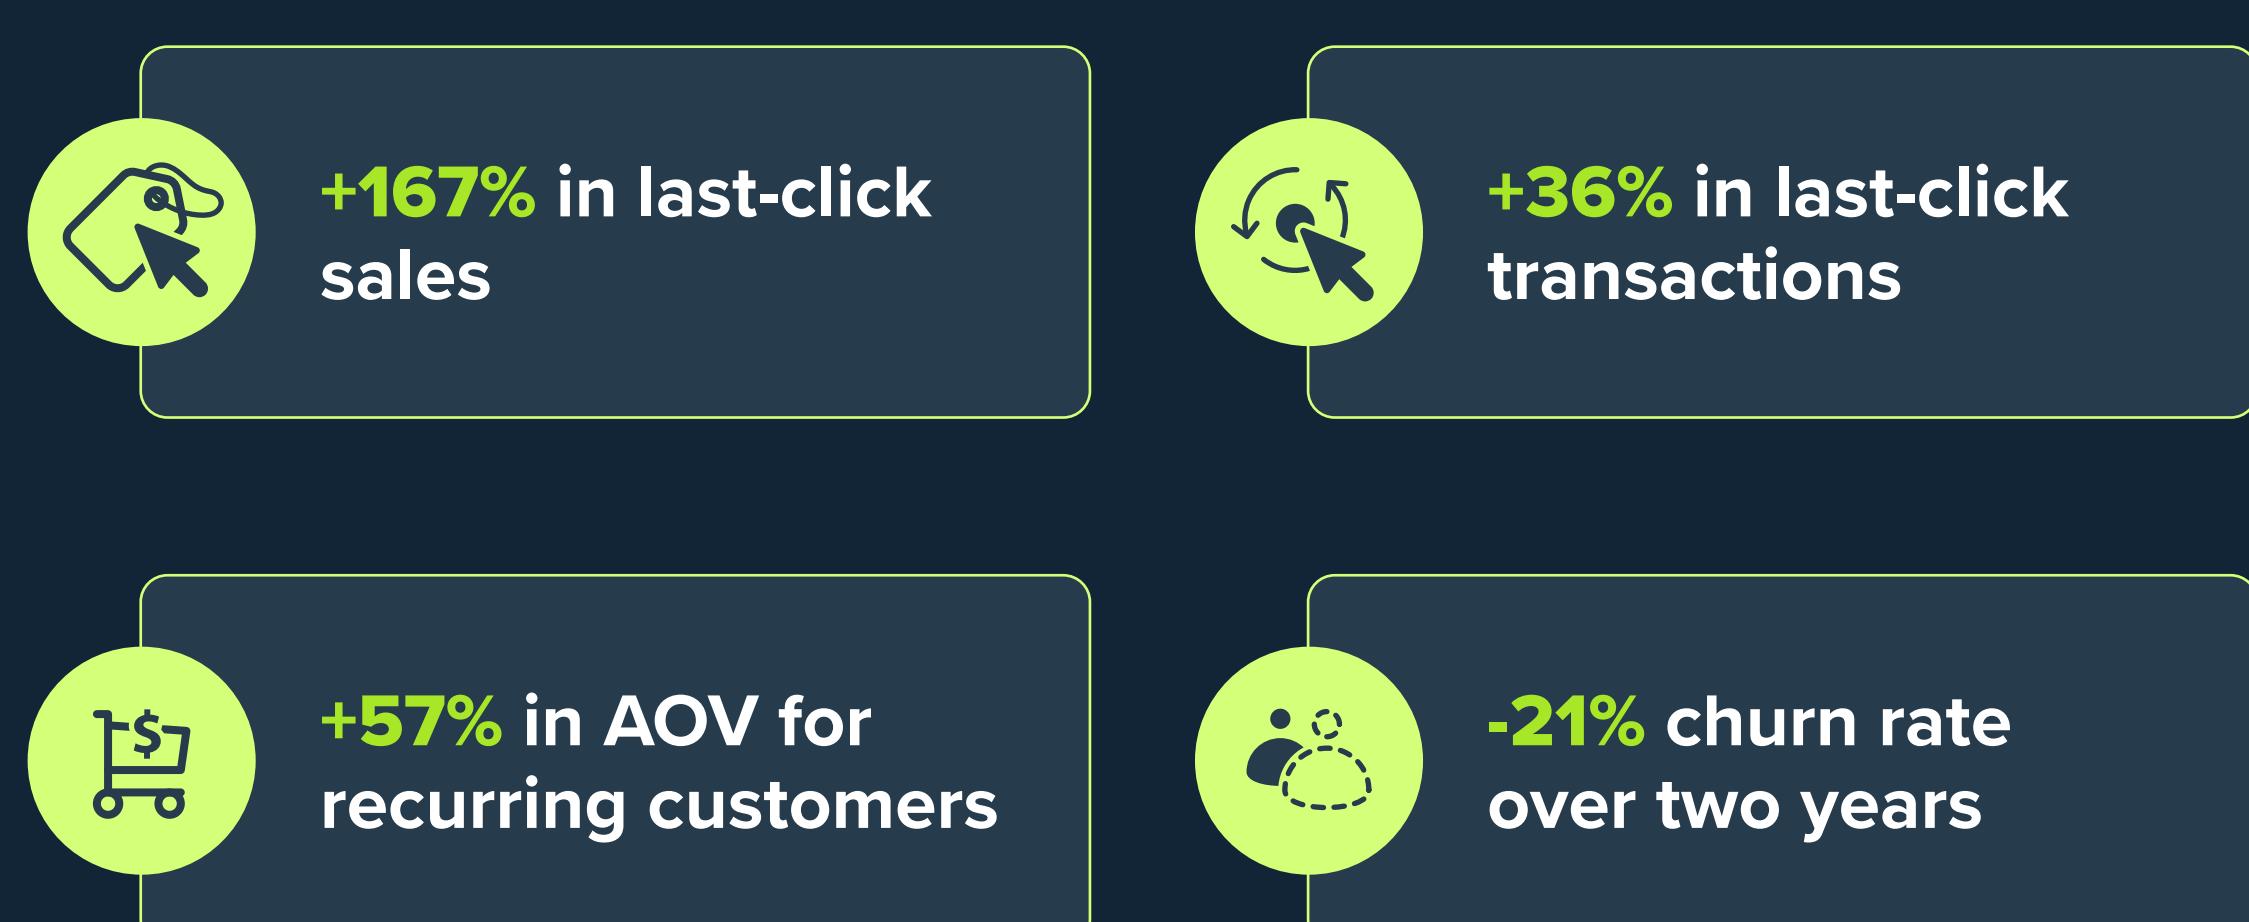 +167% in last-click
sales
+36% in last-click
transactions
$
+57% in AOV for
recurring customers
-21% churn rate
over two years